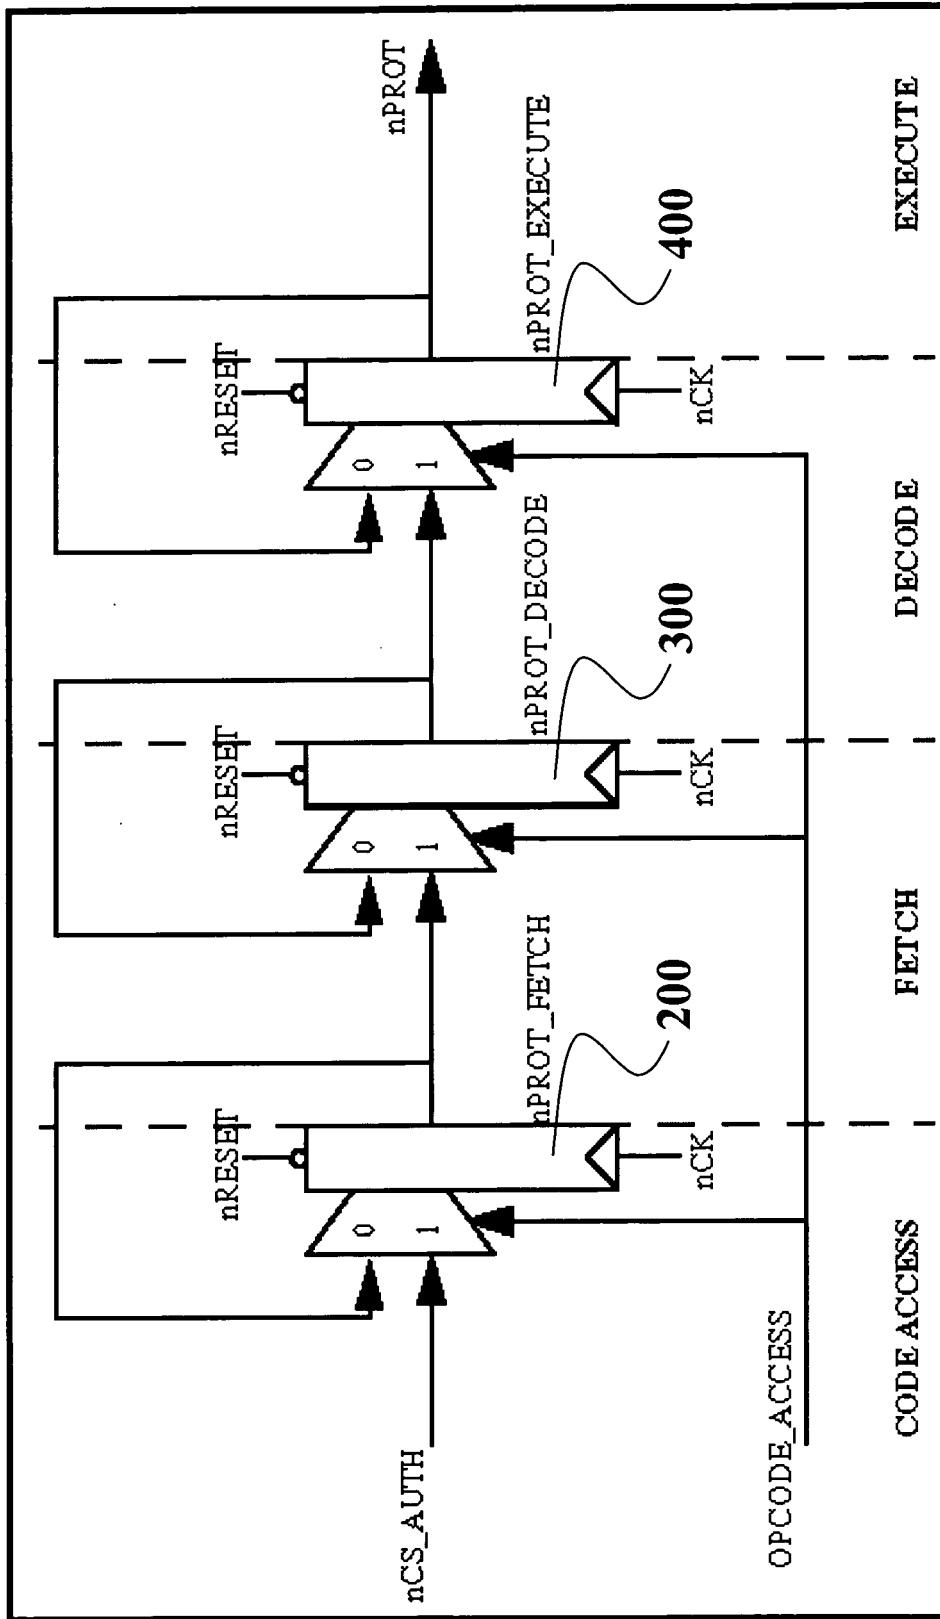 nPROT
nRESET
nRESET
nRESET
0
1
0
1
0
1
nCS_AUTH
nPROT_FETCH
nPROT_DECODE
nPROT_EXECUTE
200
300
400
nCK
nCK
nCK
OPCODE_ACCESS
CODE ACCESS
FETCH
DECODE
EXECUTE